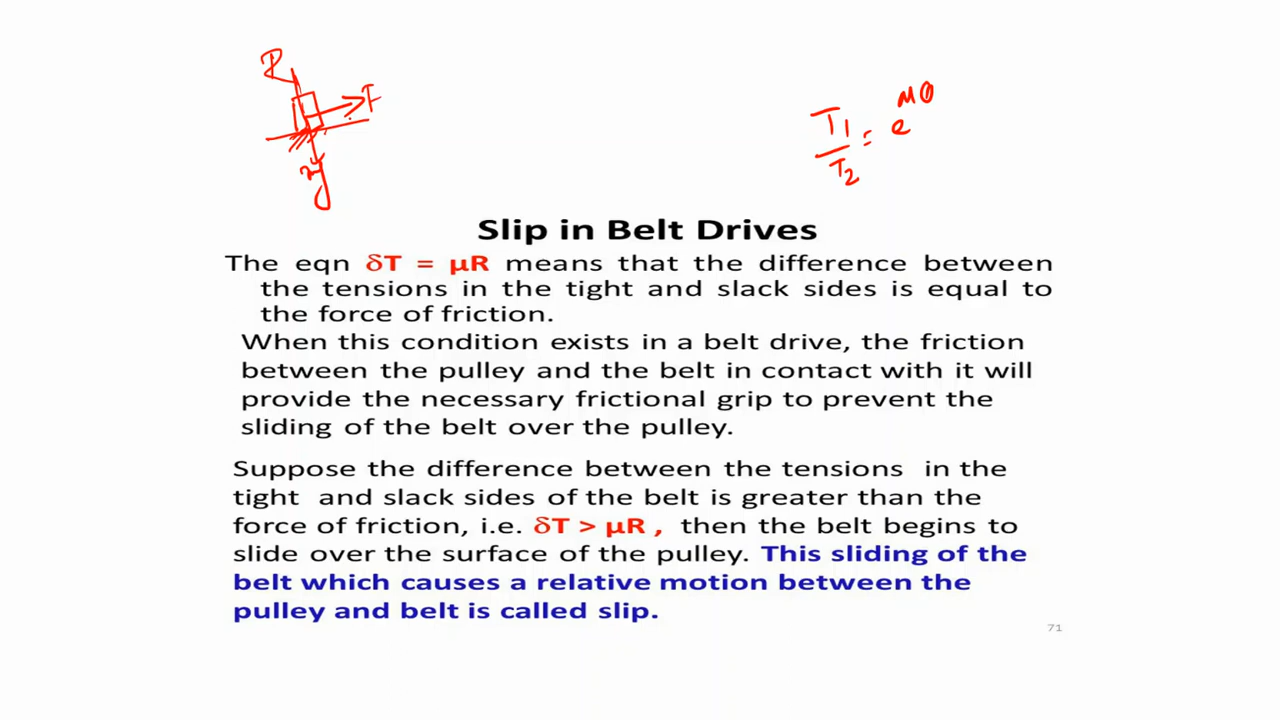 R
F
T1/T2 = e^μθ
Slip in Belt Drives
The eqn δT = µR means that the difference between
the tensions in the tight and slack sides is equal to
the force of friction.
When this condition exists in a belt drive, the friction
between the pulley and the belt in contact with it will
provide the necessary frictional grip to prevent the
sliding of the belt over the pulley.
Suppose the difference between the tensions in the
tight and slack sides of the belt is greater than the
force of friction, i.e. δT > µR , then the belt begins to
slide over the surface of the pulley. This sliding of the
belt which causes a relative motion between the
pulley and belt is called slip.
71